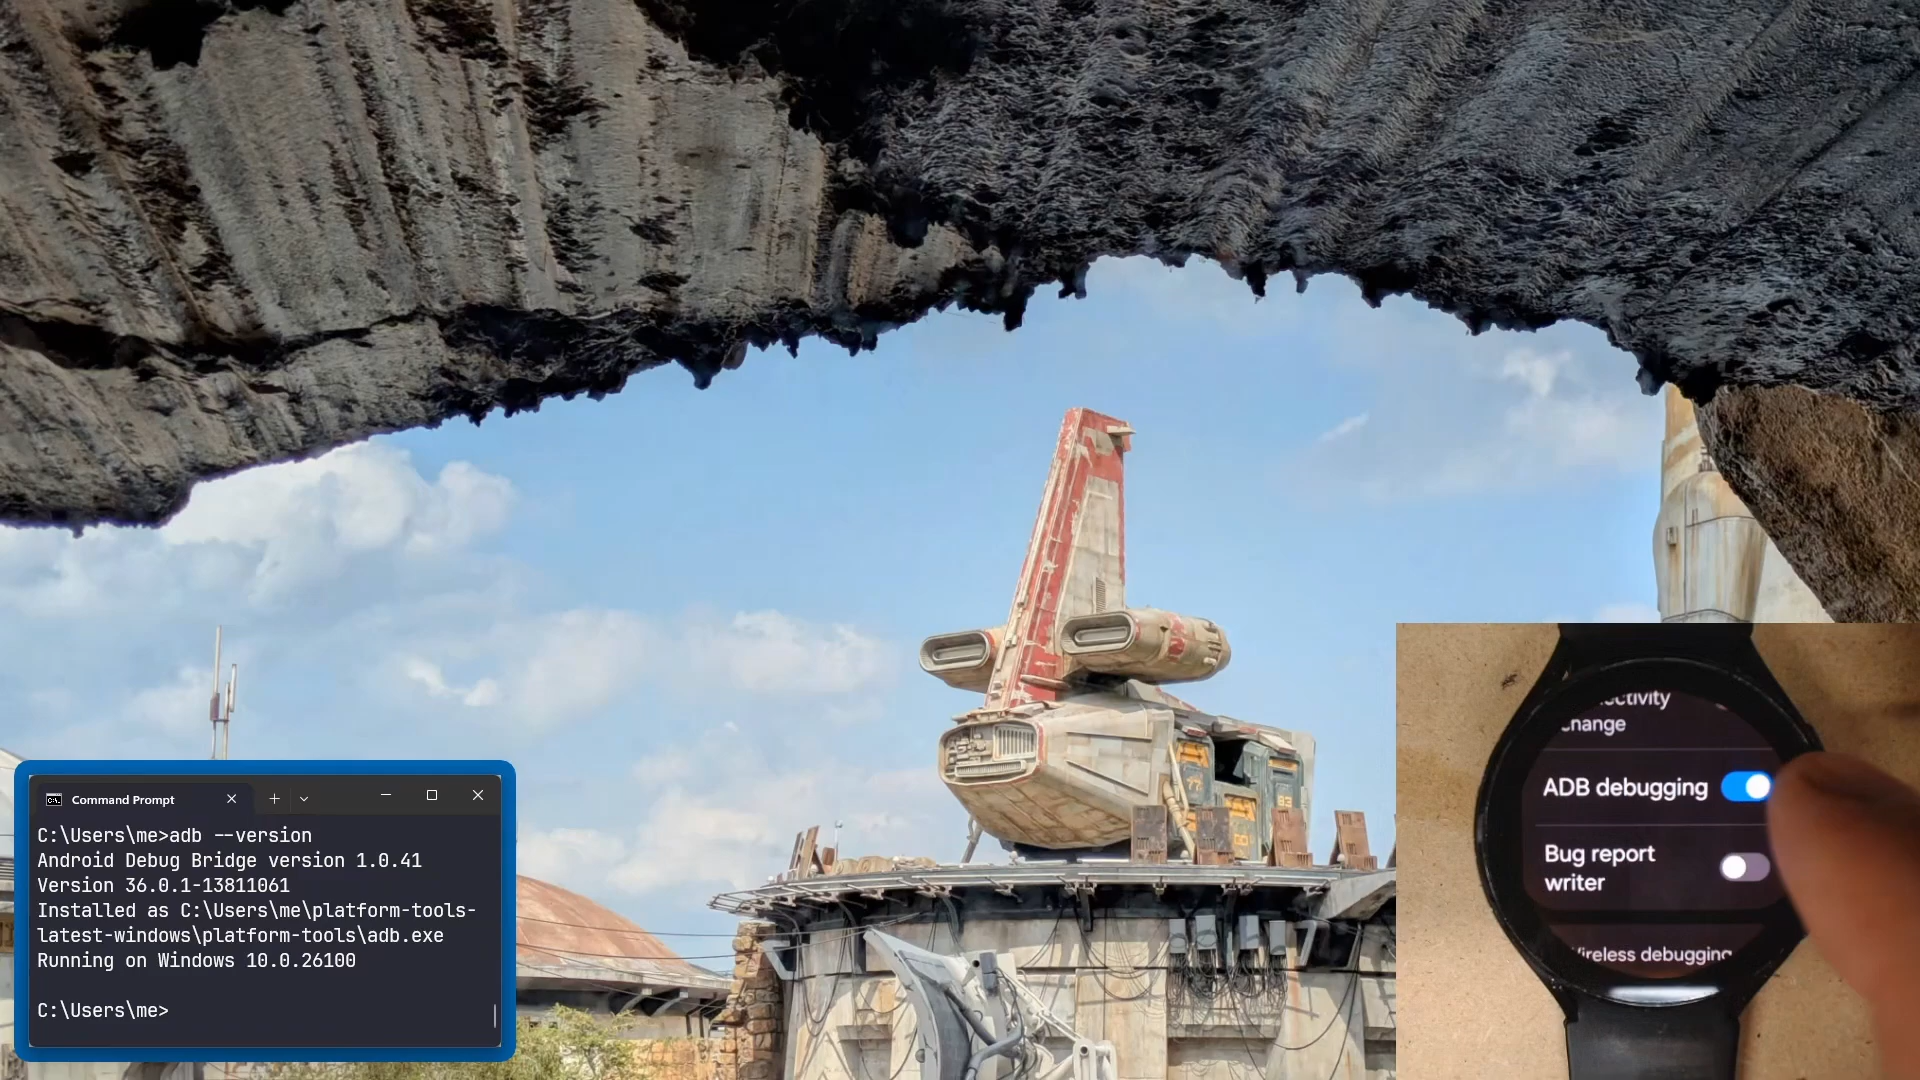 Command Prompt
C:\Users\me>adb --version
Android Debug Bridge version 1.0.41
Version 36.0.1-13811061
Installed as C:\Users\me\platform-tools-
latest-windows\platform-tools\adb.exe
Running on Windows 10.0.26100
C:\Users\me>
change
ADB debugging
Bug report
writer
debugging